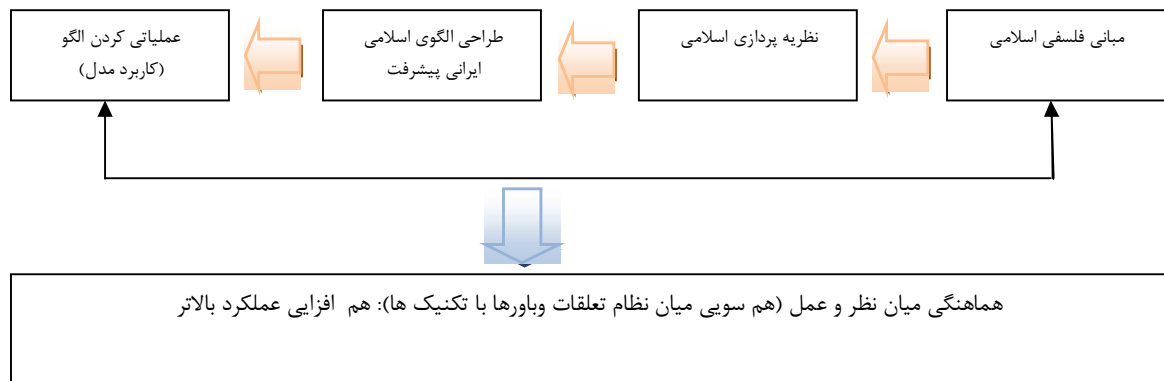 مبانی فلسفی اسلامی
نظریه پردازی اسلامی
طراحی الگوی اسلامی
ایرانی پیشرفت
عملیاتی کردن الگو
(کاربرد مدل)
هماهنگی میان نظر و عمل (هم سویی میان نظام تعلقات وباورها با تکنیک ها): هم افزایی عملکرد بالاتر